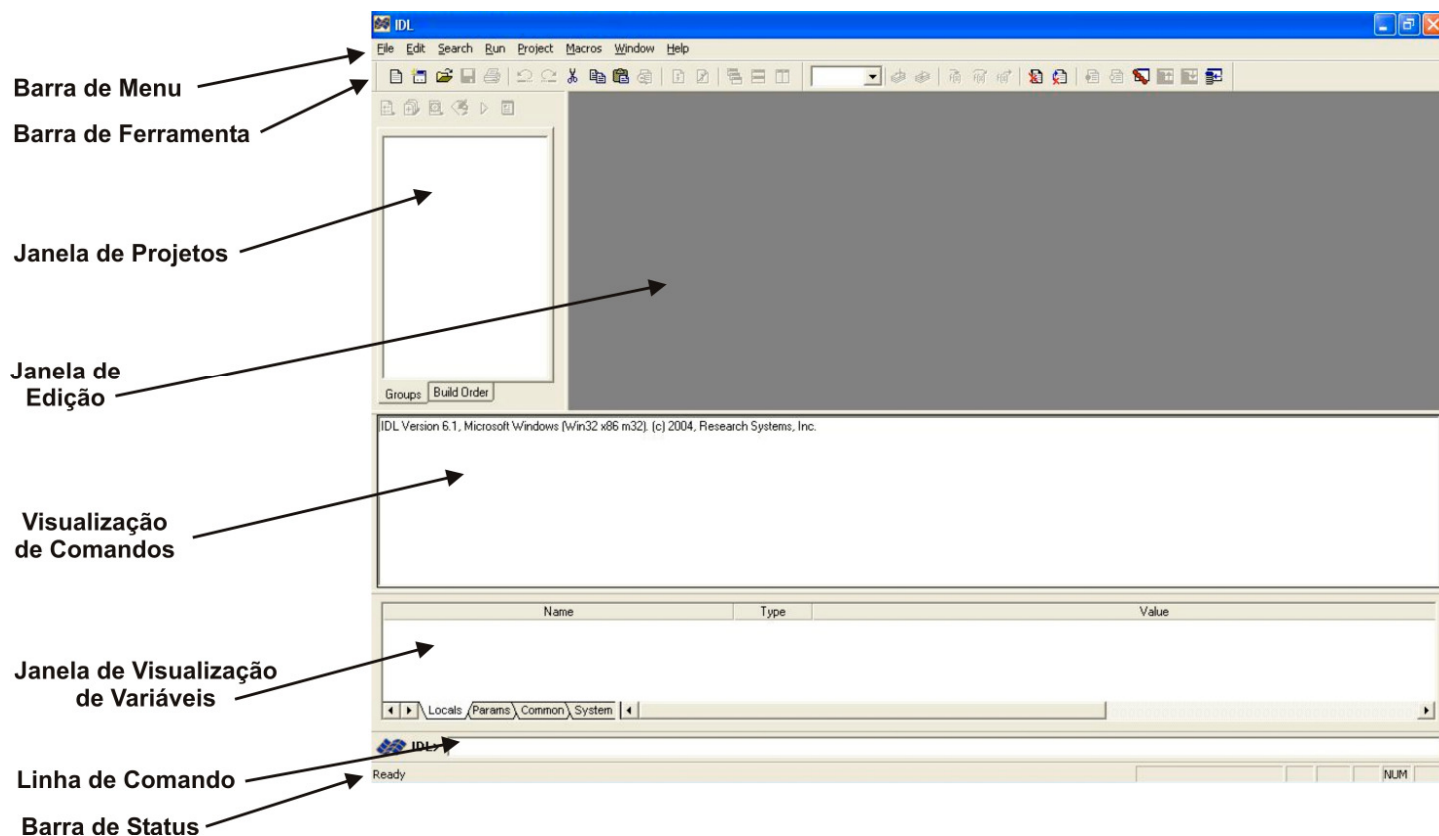 IDL
File Edit Search Run Project Macros Window Help
Barra de Menu
Barra de Ferramenta
Janela de Projetos
Janela de
Edição
Groups Build Order
IDL Version 6.1, Microsoft Windows (Win32 x86 m32). (c) 2004, Research Systems, Inc.
Visualização
de Comandos
Name Type Value
Janela de Visualização
de Variáveis
Locals Params Common System
IDL>
Linha de Comando
Ready NUM
Barra de Status